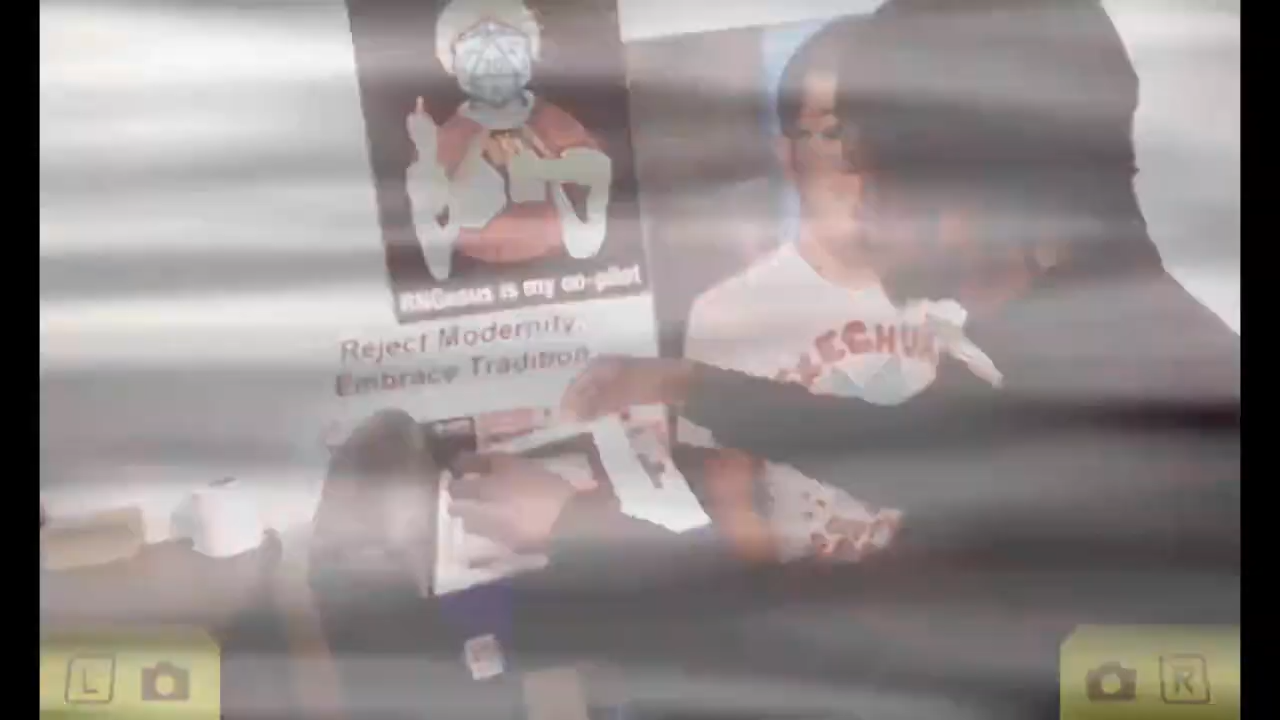 RNGesus is my co-pilot
Reject Modernity.
Embrace Tradition
L
R